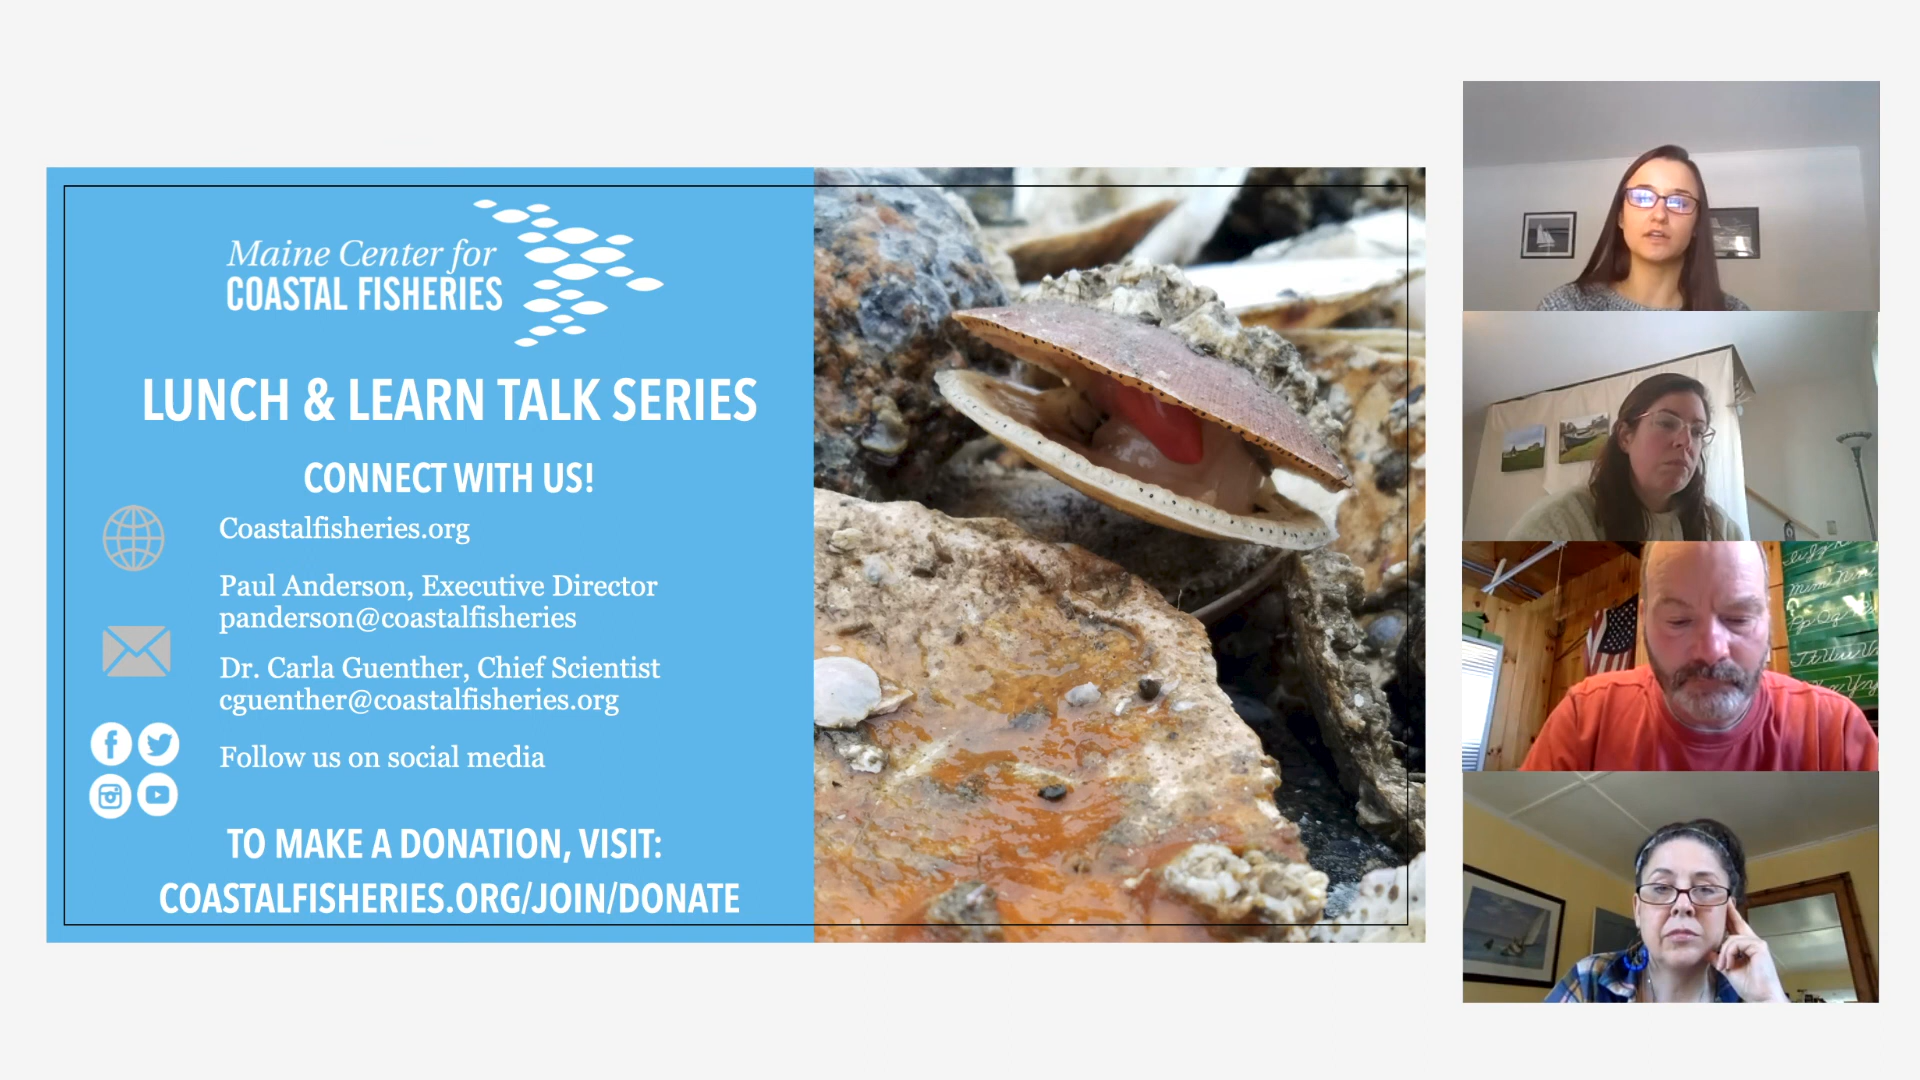 Maine Center for
COASTAL FISHERIES
LUNCH & LEARN TALK SERIES
CONNECT WITH US!
Coastalfisheries.org
Paul Anderson, Executive Director
panderson@coastalfisheries
Dr. Carla Guenther, Chief Scientist
cguenther@coastalfisheries.org
Follow us on social media
TO MAKE A DONATION, VISIT:
COASTALFISHERIES.ORG/JOIN/DONATE